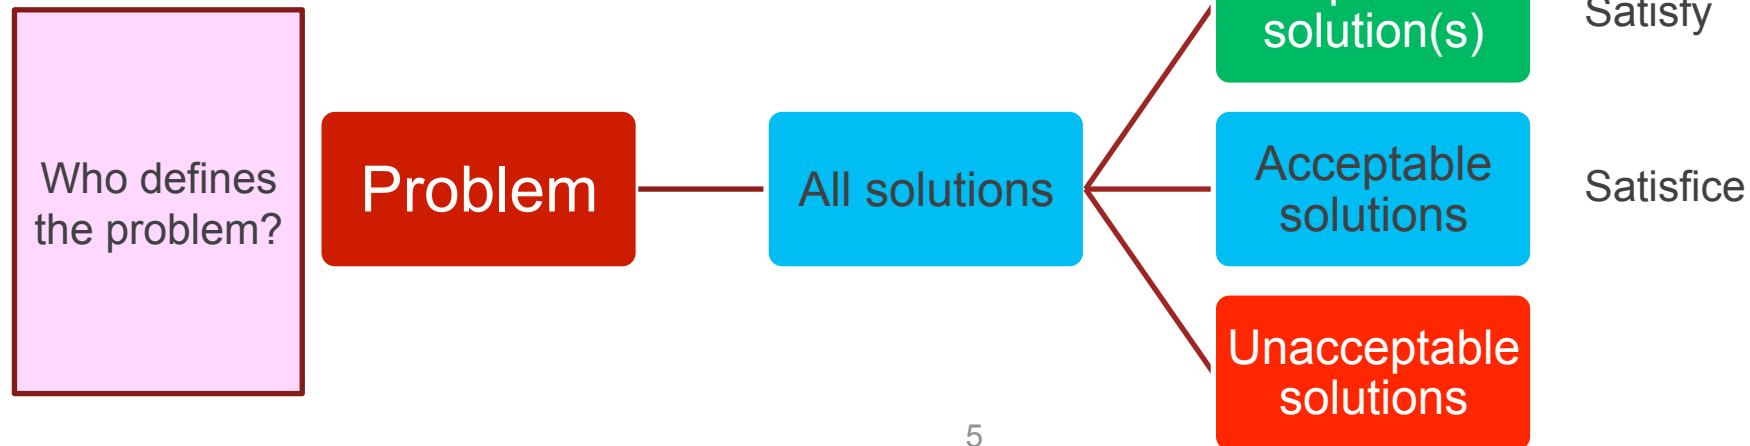 Who defines
the problem?
Problem
All solutions
solution(s)
Satisfy
Acceptable
solutions
Satisfice
Unacceptable
solutions
5